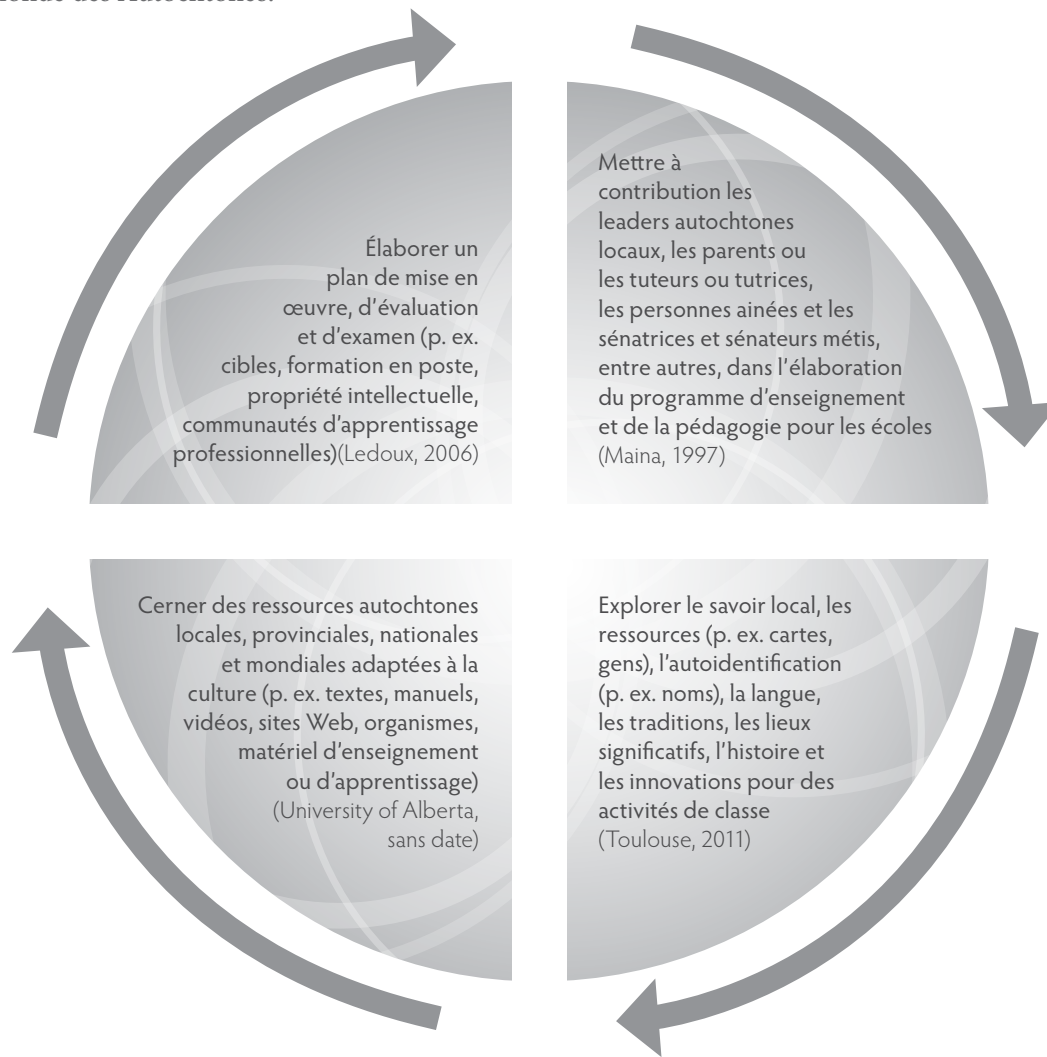 Monde des Autochtones.
Élaborer un
plan de mise en
œuvre, d'évaluation
et d'examen (p. ex.
cibles, formation en poste,
propriété intellectuelle,
communautés d'apprentissage
professionnelles)(Ledoux, 2006)
Mettre à
contribution les
leaders autochtones
locaux, les parents ou
les tuteurs ou tutrices,
les personnes ainées et les
sénatrices et sénateurs métis,
entre autres, dans l'élaboration
du programme d'enseignement
et de la pédagogie pour les écoles
(Maina, 1997)
Cerner des ressources autochtones
locales, provinciales, nationales
et mondiales adaptées à la
culture (p. ex. textes, manuels,
vidéos, sites Web, organismes,
matériel d'enseignement
ou d'apprentissage)
(University of Alberta,
sans date)
Explorer le savoir local, les
ressources (p. ex. cartes,
gens), l'autoidentification
(p. ex. noms), la langue,
les traditions, les lieux
significatifs, l'histoire et
les innovations pour des
activités de classe
(Toulouse, 2011)